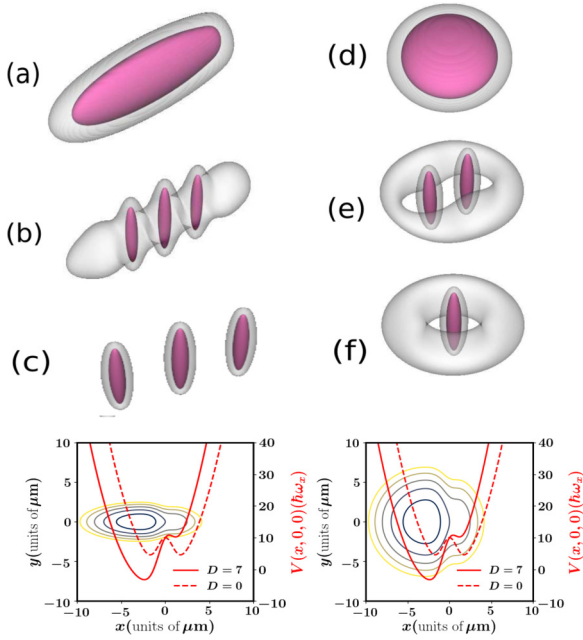 (a)
(b)
(c)
(d)
(e)
(f)
10
5
0
−5
−10
y(units of μm)
40
30
20
10
0
−10
V(x,0,0)(ħωₓ)
D = 7
D = 0
−10 −5 0 5 10
x(units of μm)
10
5
0
−5
−10
y(units of μm)
40
30
20
10
0
−10
V(x,0,0)(ħωₓ)
D = 7
D = 0
−10 −5 0 5 10
x(units of μm)